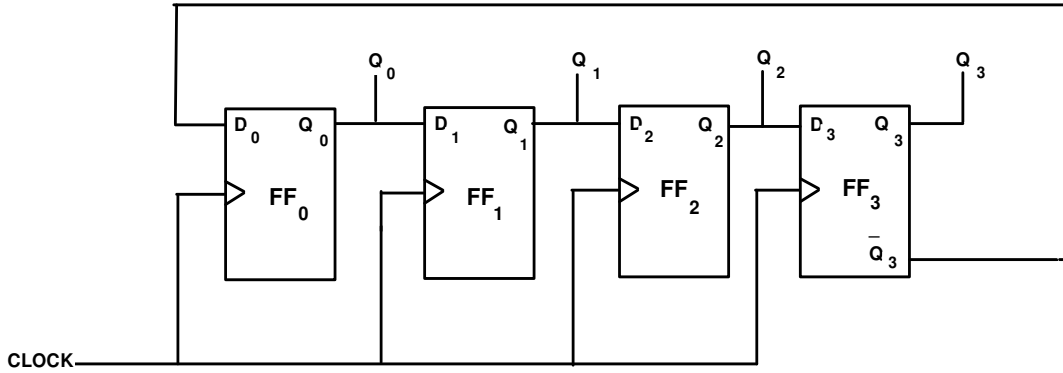 Q0 Q1 Q2 Q3
D0 Q0 D1 Q1 D2 Q2 D3 Q3
FF0 FF1 FF2 FF3
Q̅3
CLOCK